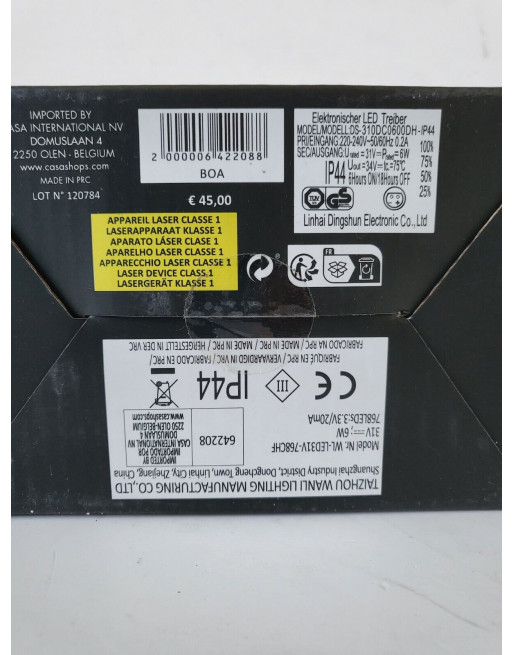 IMPORTED BY
CASA INTERNATIONAL NV
DOMUSLAAN 4
2250 OLEN - BELGIUM
www.casashops.com
MADE IN PRC
LOT N° 120784
2 000006 422088
BOA
€ 45,00
Elektronischer LED Treiber
MODEL/MODELL:DS-310DC0600DH-IP44
PRI/EINGANG.220-240V~50/60Hz 0.2A
SEC/AUSGANG.U rated = 31V⎓P rated = 6W
IP44 Uout = 34V⎓ tc = 75°C
6Hours ON/18Hours OFF
100%
75%
50%
25%
TÜV GS
Linhai Dingshun Electronic Co.,Ltd
APPAREIL LASER CLASSE 1
LASERAPPARAAT KLASSE 1
APARATO LÁSER CLASE 1
APARELHO LASER CLASSE 1
APPARECCHIO LASER CLASSE 1
LASER DEVICE CLASS 1
LASERGERÄT KLASSE 1
FR
TAIZHOU WANLI LIGHTING MANUFACTURING CO.,LTD
Shuangzhai Industry District, Dongcheng Town, Linhai City, Zhejiang, China
Model Nr: WL-LED31V-768CHF
31V⎓,6W
768LEDs:3.3V/20mA
642208
IMPORTED BY
CASA INTERNATIONAL NV
DOMUSLAAN 4
2250 OLEN-BELGIUM
www.casashops.com
CE III IP44
FABRIQUÉ EN RPC / VERVAARDIGD IN VRC / FABRICADO EN PRC/
FABRICADO NA RPC / MADE IN PRC / MADE IN PRC / HERGESTELLT IN DER VRC